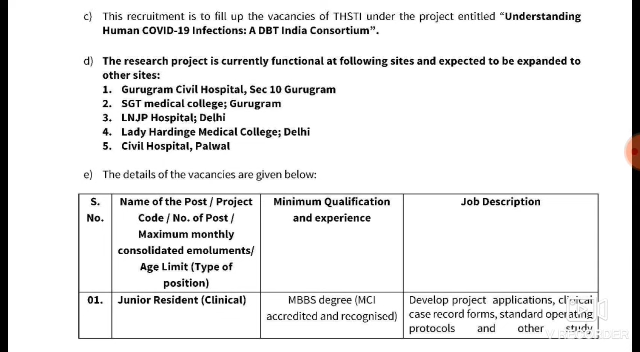 c) This recruitment is to fill up the vacancies of THSTI under the project entitled “Understanding
Human COVID-19 Infections: A DBT India Consortium”.
d) The research project is currently functional at following sites and expected to be expanded to
other sites:
1. Gurugram Civil Hospital, Sec 10 Gurugram
2. SGT medical college; Gurugram
3. LNJP Hospital; Delhi
4. Lady Hardinge Medical College; Delhi
5. Civil Hospital, Palwal
e) The details of the vacancies are given below:
S. No.
Name of the Post / Project
Code / No. of Post /
Maximum monthly
consolidated emoluments/
Age Limit (Type of
position)
Minimum Qualification
and experience
Job Description
01.
Junior Resident (Clinical)
MBBS degree (MCI
accredited and recognised)
Develop project applications, clinical
case record forms, standard operating
protocols and other study
RECORDER